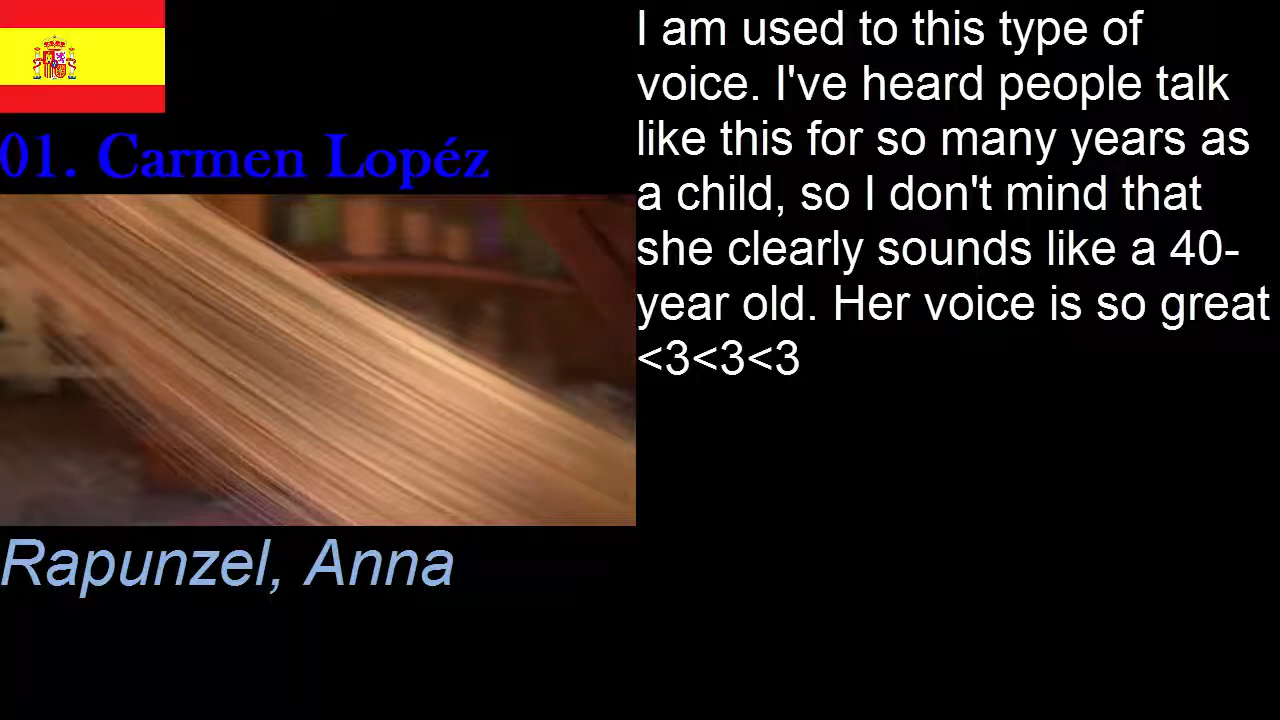 01. Carmen Lopéz
Rapunzel, Anna
I am used to this type of
voice. I've heard people talk
like this for so many years as
a child, so I don't mind that
she clearly sounds like a 40-
year old. Her voice is so great
<3<3<3